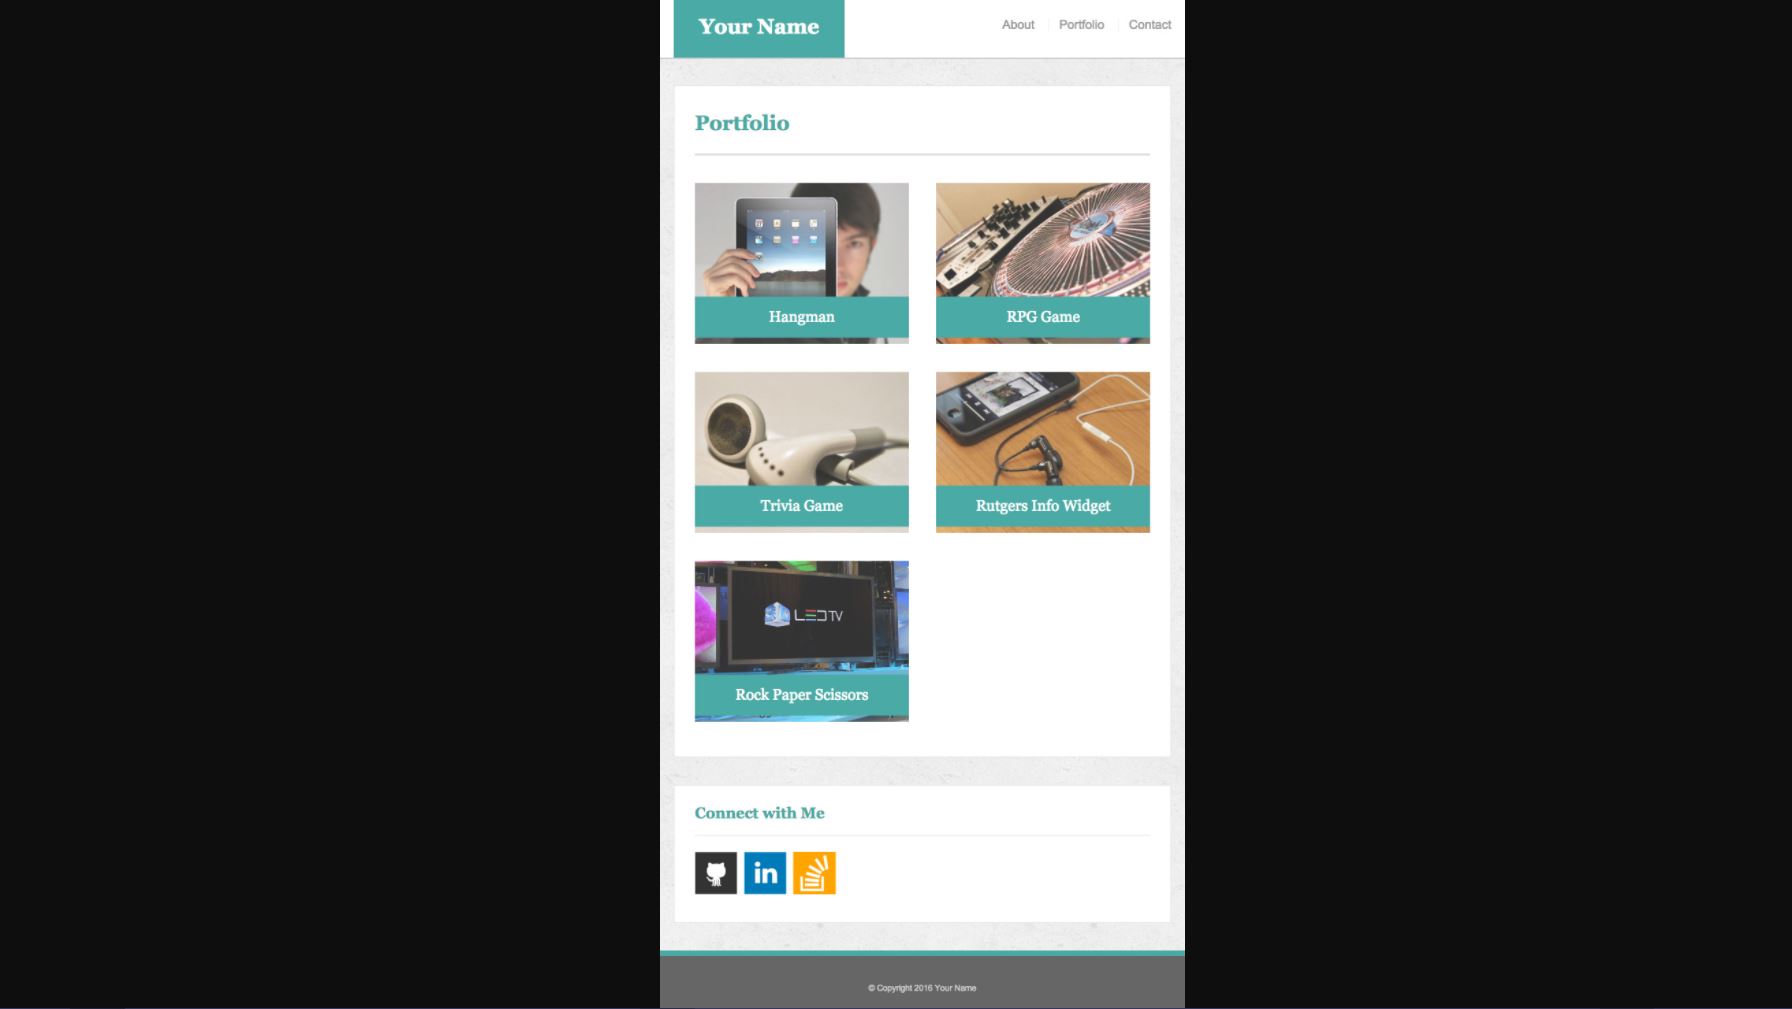 Your Name
About
Portfolio
Contact
Portfolio
Hangman
RPG Game
Trivia Game
Rutgers Info Widget
LED TV
Rock Paper Scissors
Connect with Me
in
© Copyright 2016 Your Name